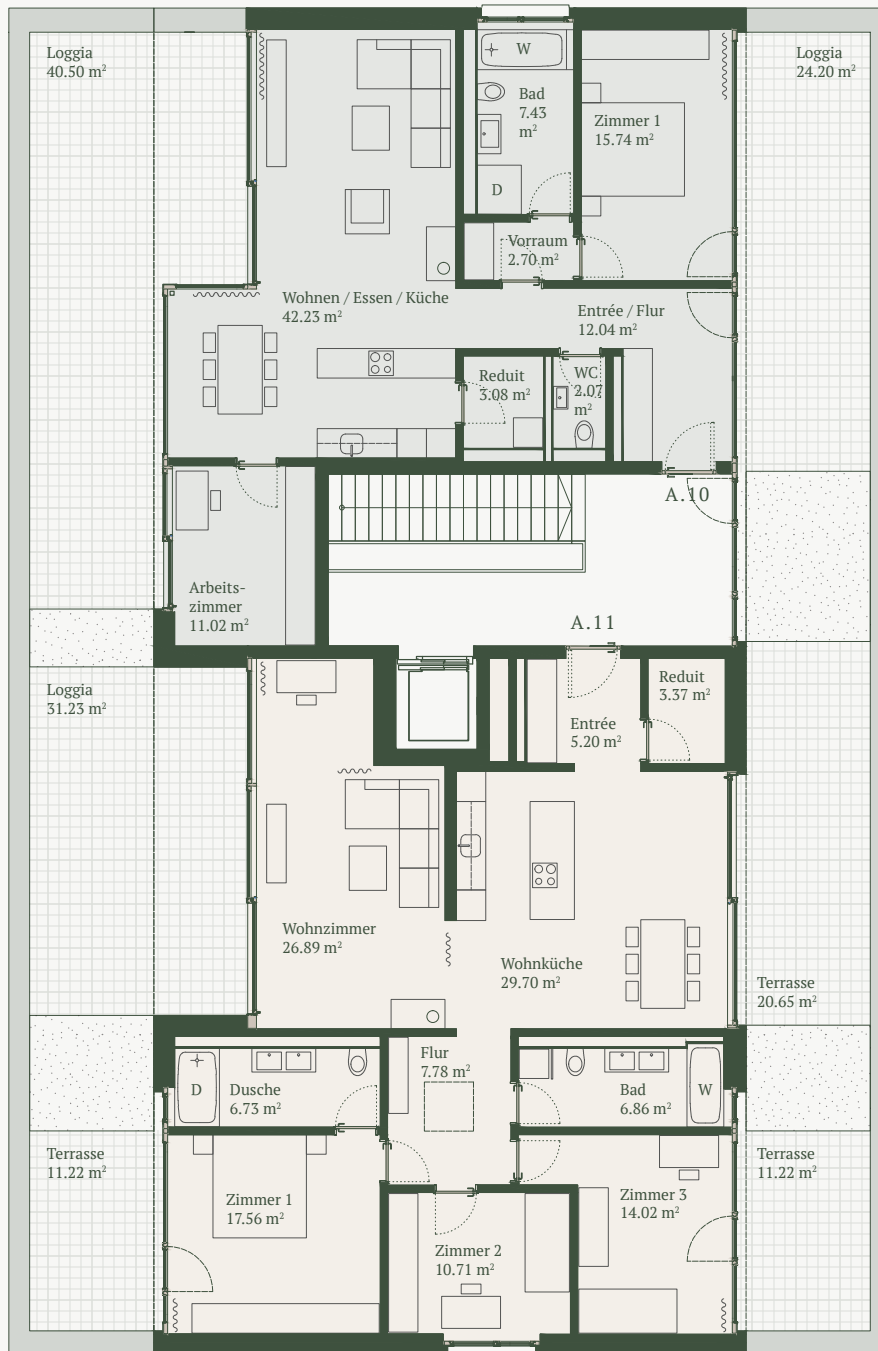 Loggia
40.50 m²
W
Bad
7.43
m²
D
Zimmer 1
15.74 m²
Loggia
24.20 m²
Vorraum
2.70 m²
Wohnen / Essen / Küche
42.23 m²
Entrée / Flur
12.04 m²
Reduit
3.08 m²
WC
2.07
m²
A.10
Arbeits-
zimmer
11.02 m²
A.11
Loggia
31.23 m²
Entrée
5.20 m²
Reduit
3.37 m²
Wohnzimmer
26.89 m²
Wohnküche
29.70 m²
Terrasse
20.65 m²
D
Dusche
6.73 m²
Flur
7.78 m²
Bad
6.86 m²
W
Terrasse
11.22 m²
Zimmer 1
17.56 m²
Zimmer 2
10.71 m²
Zimmer 3
14.02 m²
Terrasse
11.22 m²